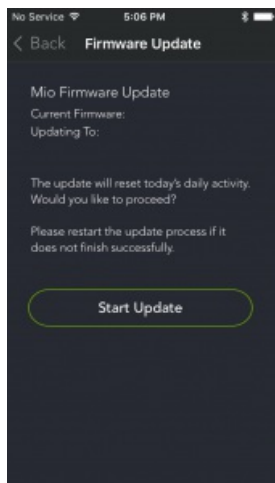 No Service 5:06 PM
Back Firmware Update
Mio Firmware Update
Current Firmware:
Updating To:
The update will reset today's daily activity.
Would you like to proceed?
Please restart the update process if it
does not finish successfully.
Start Update